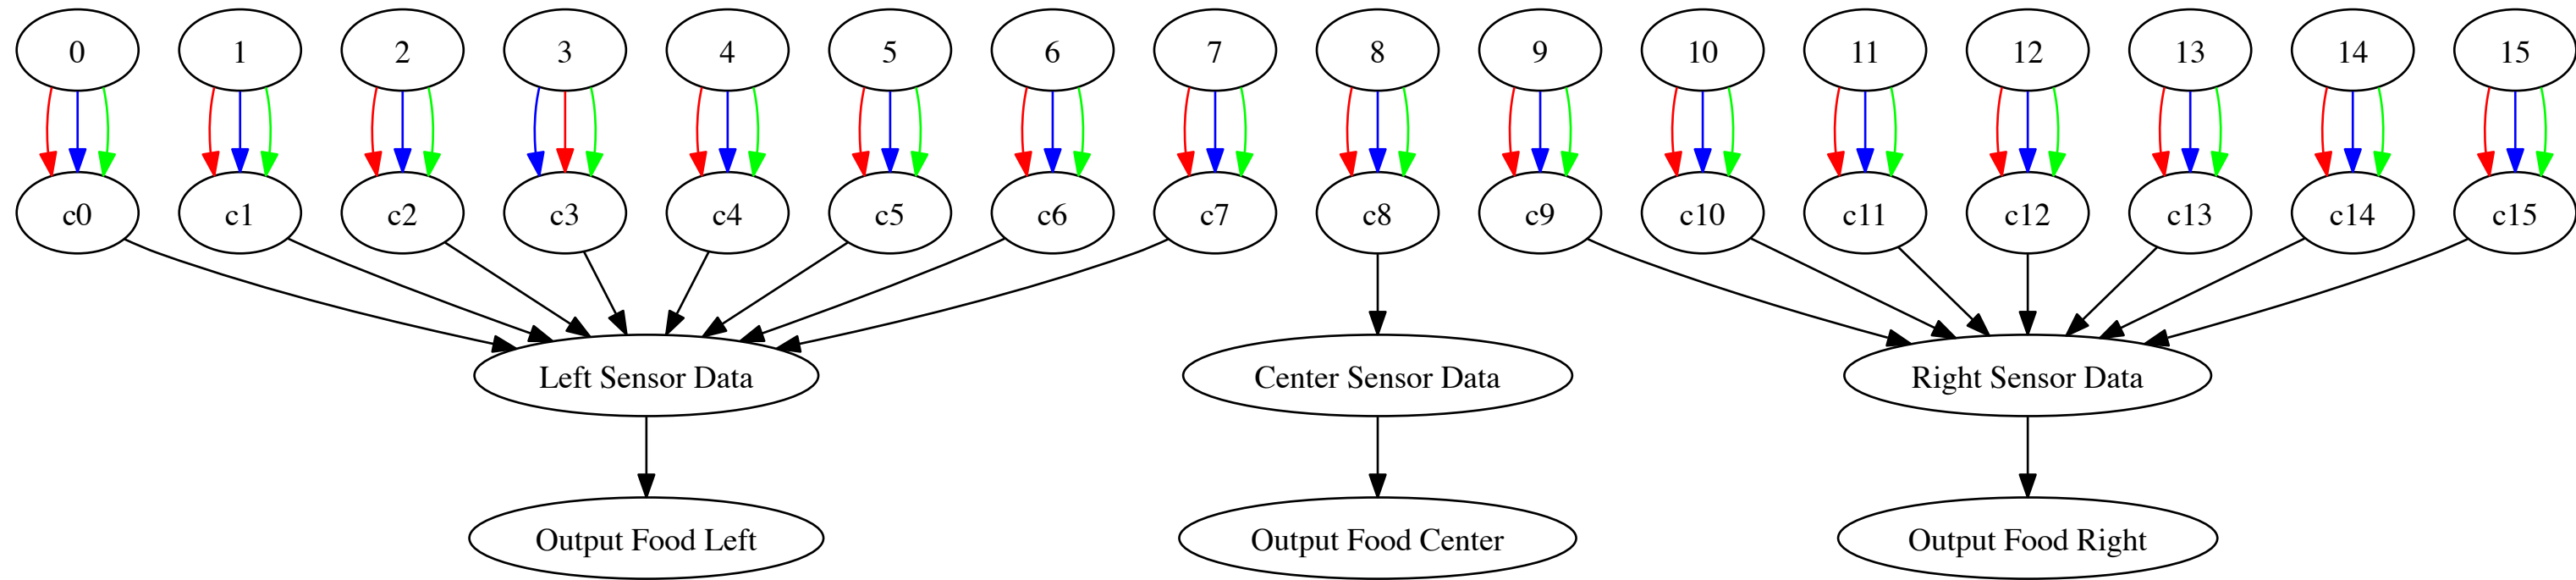 0 1 2 3 4 5 6 7 8 9 10 11 12 13 14 15
c0 c1 c2 c3 c4 c5 c6 c7 c8 c9 c10 c11 c12 c13 c14 c15
Left Sensor Data Center Sensor Data Right Sensor Data
Output Food Left Output Food Center Output Food Right